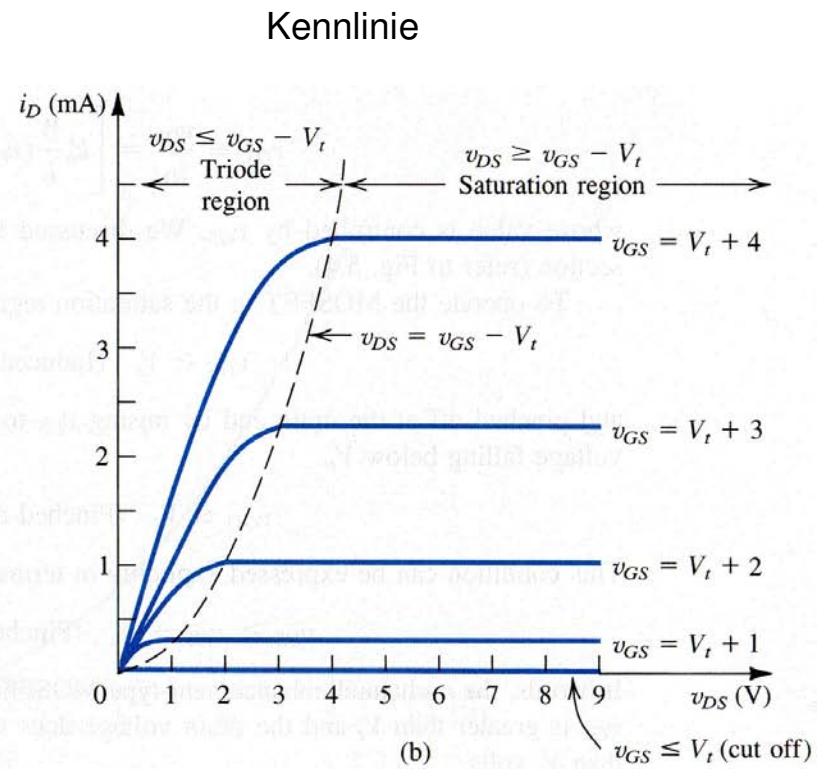 Kennlinie
i_D (mA)
v_DS ≤ v_GS − V_t
Triode
region
v_DS ≥ v_GS − V_t
Saturation region
4
v_GS = V_t + 4
v_DS = v_GS − V_t
3
v_GS = V_t + 3
2
v_GS = V_t + 2
1
v_GS = V_t + 1
0 1 2 3 4 5 6 7 8 9
v_DS (V)
(b)
v_GS ≤ V_t (cut off)